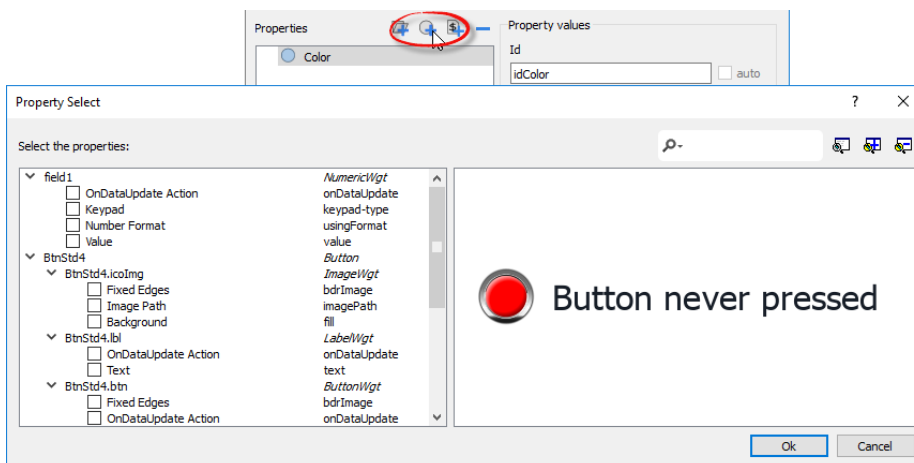 Properties
Property values
Color
Id
idColor
auto
Property Select
?
Select the properties:
field1 NumericWgt
OnDataUpdate Action onDataUpdate
Keypad keypad-type
Number Format usingFormat
Value value
BtnStd4 Button
BtnStd4.icoImg ImageWgt
Fixed Edges bdrImage
Image Path imagePath
Background fill
BtnStd4.lbl LabelWgt
OnDataUpdate Action onDataUpdate
Text text
BtnStd4.btn ButtonWgt
Fixed Edges bdrImage
OnDataUpdate Action onDataUpdate
Button never pressed
Ok
Cancel